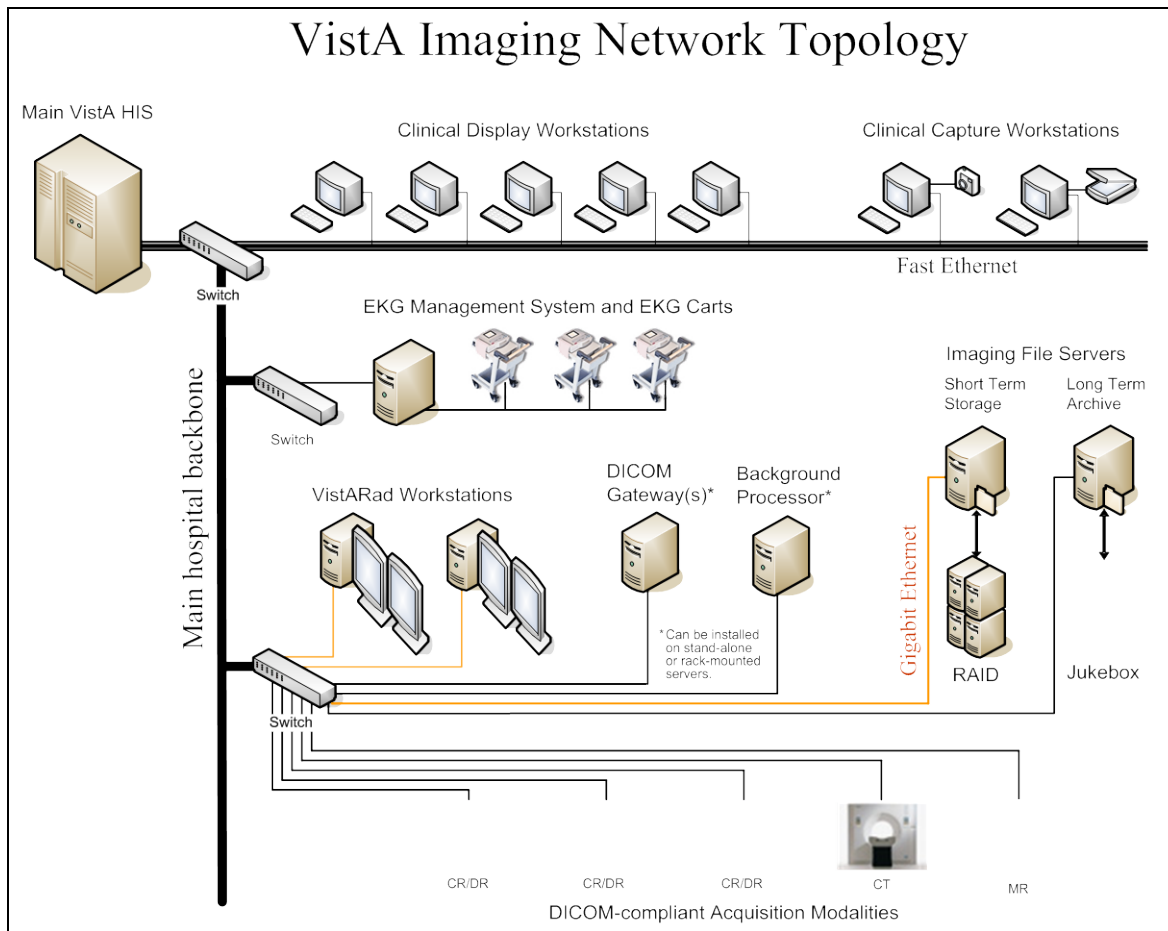 VistA Imaging Network Topology
Main VistA HIS
Clinical Display Workstations
Clinical Capture Workstations
Fast Ethernet
Switch
EKG Management System and EKG Carts
Switch
Main hospital backbone
Imaging File Servers
Short Term
Storage
Long Term
Archive
VistARad Workstations
DICOM
Gateway(s)*
Background
Processor*
* Can be installed
on stand-alone
or rack-mounted
servers.
Gigabit Ethernet
RAID
Jukebox
Switch
CR/DR
CR/DR
CR/DR
CT
MR
DICOM-compliant Acquisition Modalities